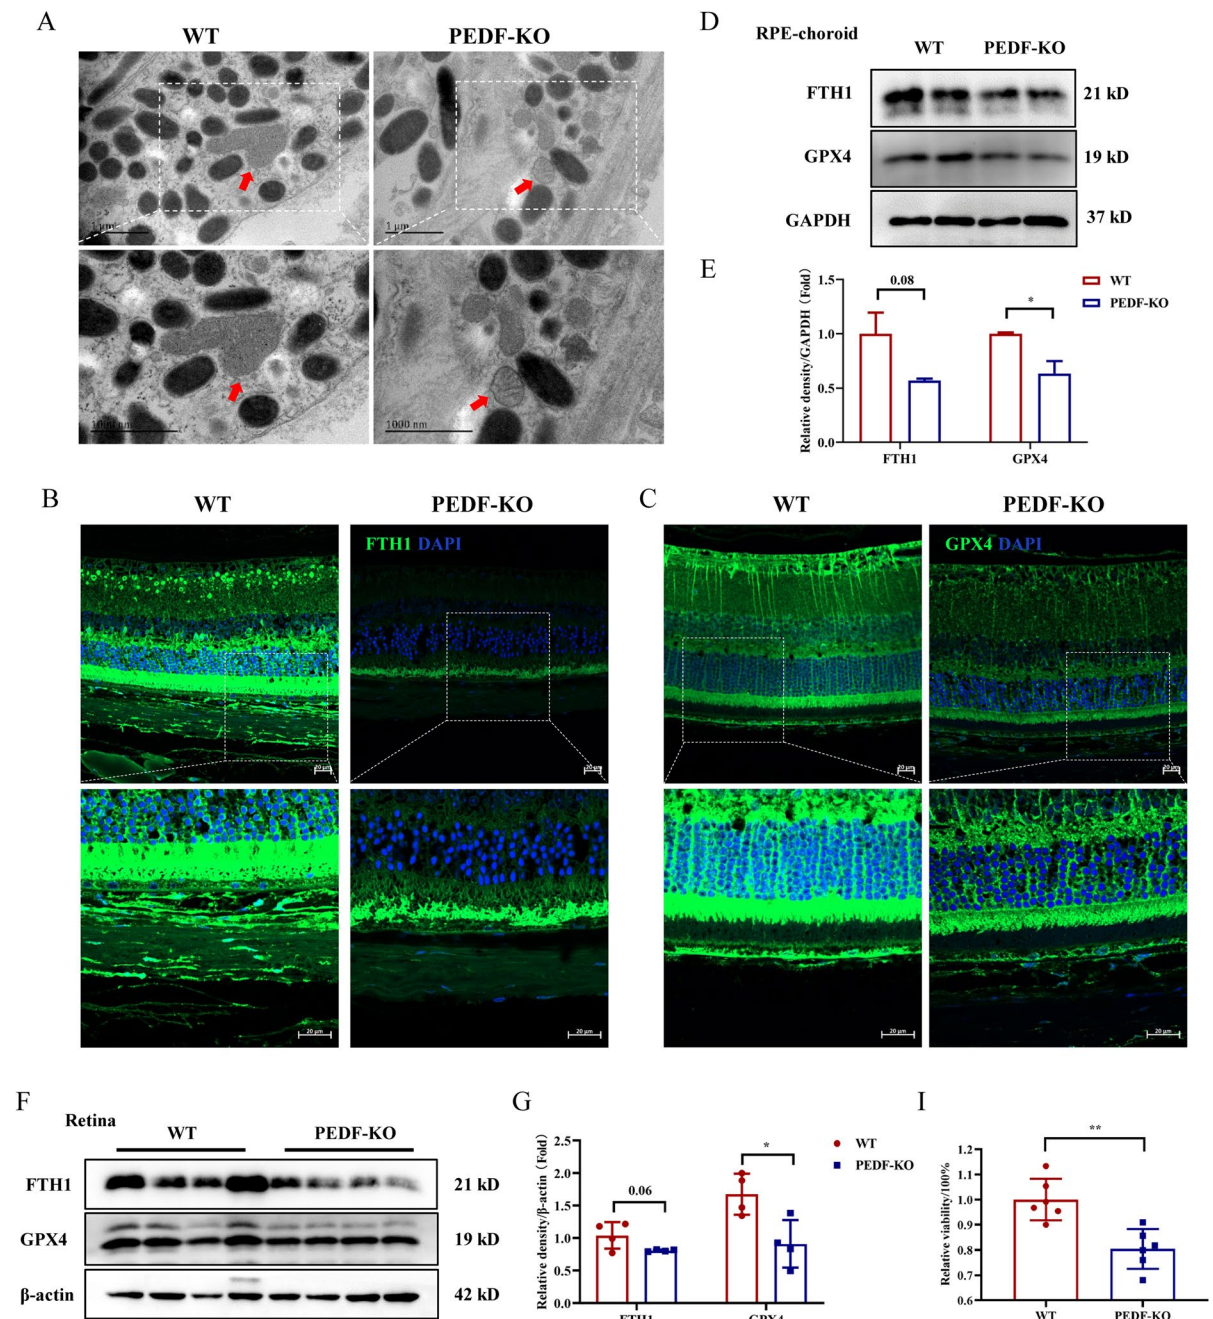 A
WT
PEDF-KO
1 μm
1 μm
1000 nm
B
WT
PEDF-KO
FTH1 DAPI
20 μm
20 μm
20 μm
20 μm
C
WT
PEDF-KO
GPX4 DAPI
20 μm
20 μm
20 μm
20 μm
D
RPE-choroid
WT
PEDF-KO
FTH1
21 kD
GPX4
19 kD
GAPDH
37 kD
E
Relative density/GAPDH (Fold)
1.5
1.0
0.5
0.0
0.08
*
FTH1
GPX4
WT
PEDF-KO
F
Retina
WT
PEDF-KO
FTH1
21 kD
GPX4
19 kD
β-actin
42 kD
G
Relative density/β-actin (Fold)
2.5
2.0
1.5
1.0
0.5
0.0
0.06
*
FTH1
GPX4
WT
PEDF-KO
I
Relative viability/100%
1.2
1.1
1.0
0.9
0.8
0.7
0.6
**
WT
PEDF-KO